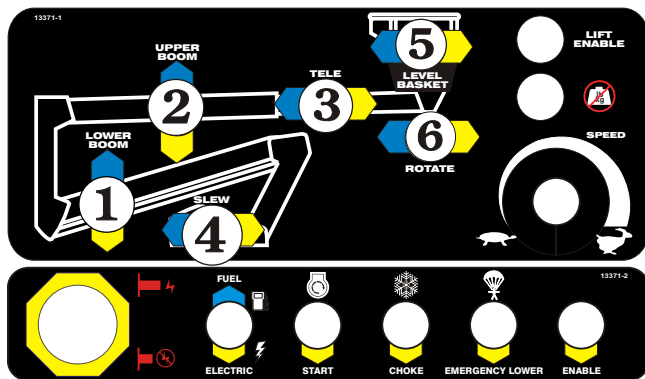 13371-1
UPPER
BOOM
2
LOWER
BOOM
1
TELE
3
SLEW
4
5
LEVEL
BASKET
6
ROTATE
LIFT
ENABLE
kg
SPEED
13371-2
FUEL
ELECTRIC
START
CHOKE
EMERGENCY LOWER
ENABLE